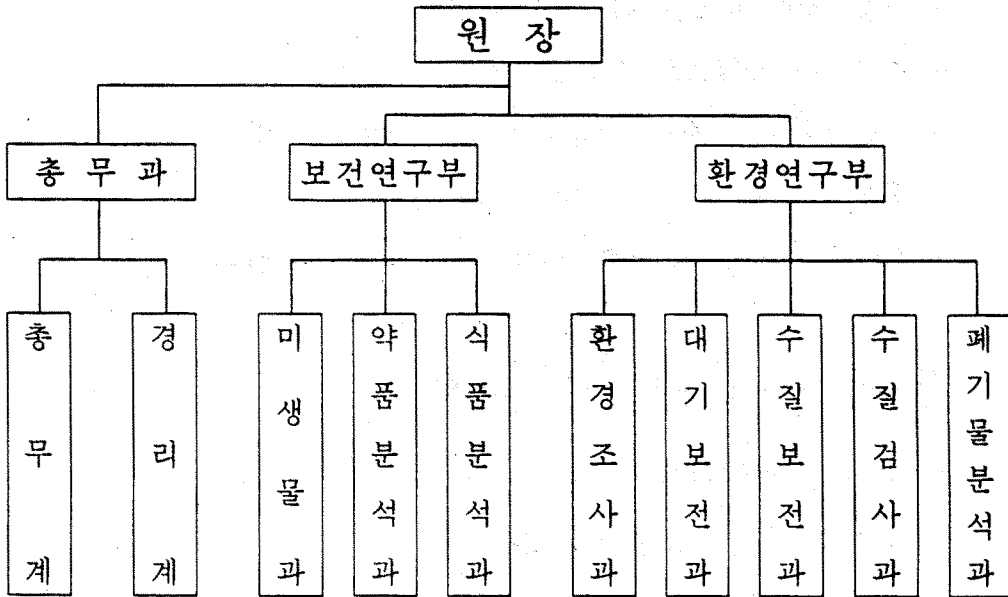 원 장
총 무 과
보건연구부
환경연구부
총무계
경리계
미생물과
약품분석과
식품분석과
환경조사과
대기보전과
수질보전과
수질검사과
폐기물분석과